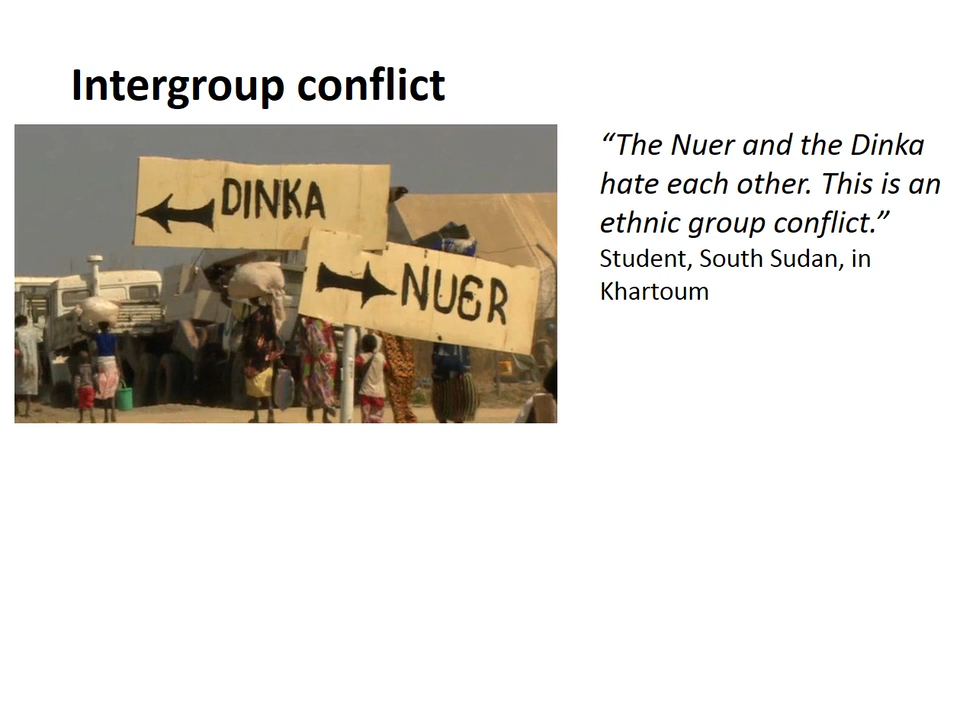 Intergroup conflict
DINKA
NUER
“The Nuer and the Dinka
hate each other. This is an
ethnic group conflict.”
Student, South Sudan, in
Khartoum